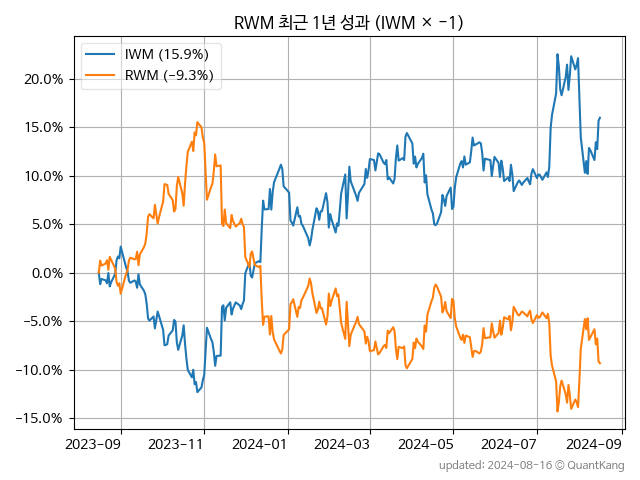 RWM 최근 1년 성과 (IWM × −1)
IWM (15.9%)
RWM (−9.3%)
20.0%
15.0%
10.0%
5.0%
0.0%
−5.0%
−10.0%
−15.0%
2023-09 2023-11 2024-01 2024-03 2024-05 2024-07 2024-09
updated: 2024-08-16 © QuantKang